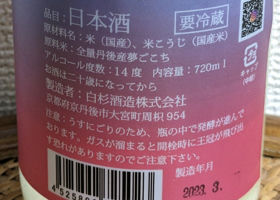 品目 日本酒 要冷蔵
原材料名：米（国産）、米こうじ（国産米）
原料米：全量丹後産夢ごこち
アルコール度数：14度 内容量：720ml
お酒は二十歳になってから
製造者：白杉酒造株式会社
京都府京丹後市大宮町周枳954
うすにごりのため、瓶の中で発酵が進んで
おります。ガスが溜まると開栓時に王冠が飛び出
す恐れがありますのでご注意下さい。
製造年月
2023.3.